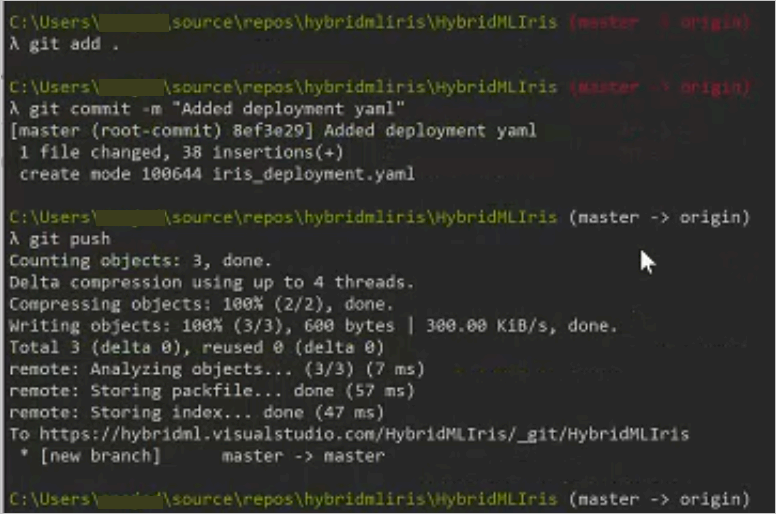 C:\Users\ \source\repos\hybridmliris\HybridMLIris (master -> origin)
λ git add .
C:\Users\ \source\repos\hybridmliris\HybridMLIris (master -> origin)
λ git commit -m "Added deployment yaml"
[master (root-commit) 8ef3e29] Added deployment yaml
1 file changed, 38 insertions(+)
create mode 100644 iris_deployment.yaml
C:\Users\ \source\repos\hybridmliris\HybridMLIris (master -> origin)
λ git push
Counting objects: 3, done.
Delta compression using up to 4 threads.
Compressing objects: 100% (2/2), done.
Writing objects: 100% (3/3), 600 bytes | 300.00 KiB/s, done.
Total 3 (delta 0), reused 0 (delta 0)
remote: Analyzing objects... (3/3) (7 ms)
remote: Storing packfile... done (57 ms)
remote: Storing index... done (47 ms)
To https://hybridml.visualstudio.com/HybridMLIris/_git/HybridMLIris
* [new branch] master -> master
C:\Users\ \source\repos\hybridmliris\HybridMLIris (master -> origin)